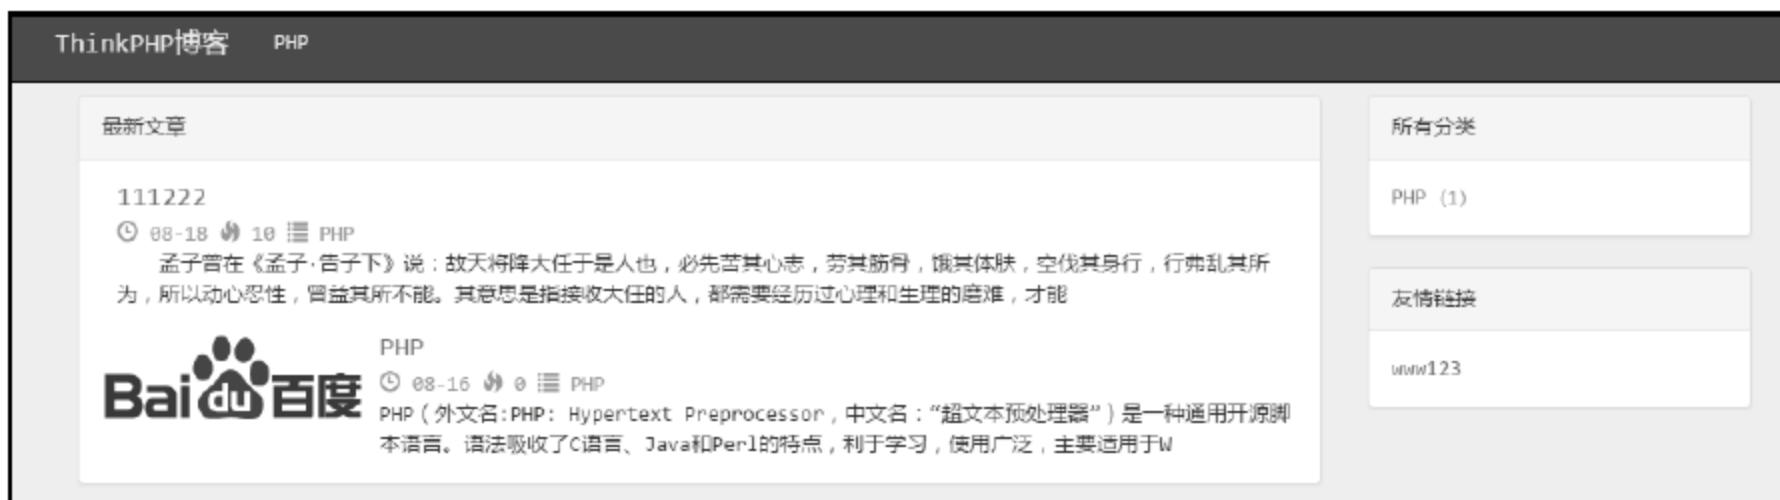 ThinkPHP博客 PHP
最新文章
111222
08-18 10 PHP
孟子曾在《孟子·告子下》说：故天将降大任于是人也，必先苦其心志，劳其筋骨，饿其体肤，空伐其身行，行弗乱其所
为，所以动心忍性，曾益其所不能。其意思是指接收大任的人，都需要经历过心理和生理的磨难，才能
Bai du 百度
PHP
08-16 0 PHP
PHP（外文名:PHP: Hypertext Preprocessor，中文名：“超文本预处理器”）是一种通用开源脚
本语言。语法吸收了C语言、Java和Perl的特点，利于学习，使用广泛，主要适用于W
所有分类
PHP (1)
友情链接
www123